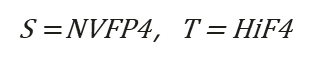 S = NVFP4, T = HiF4